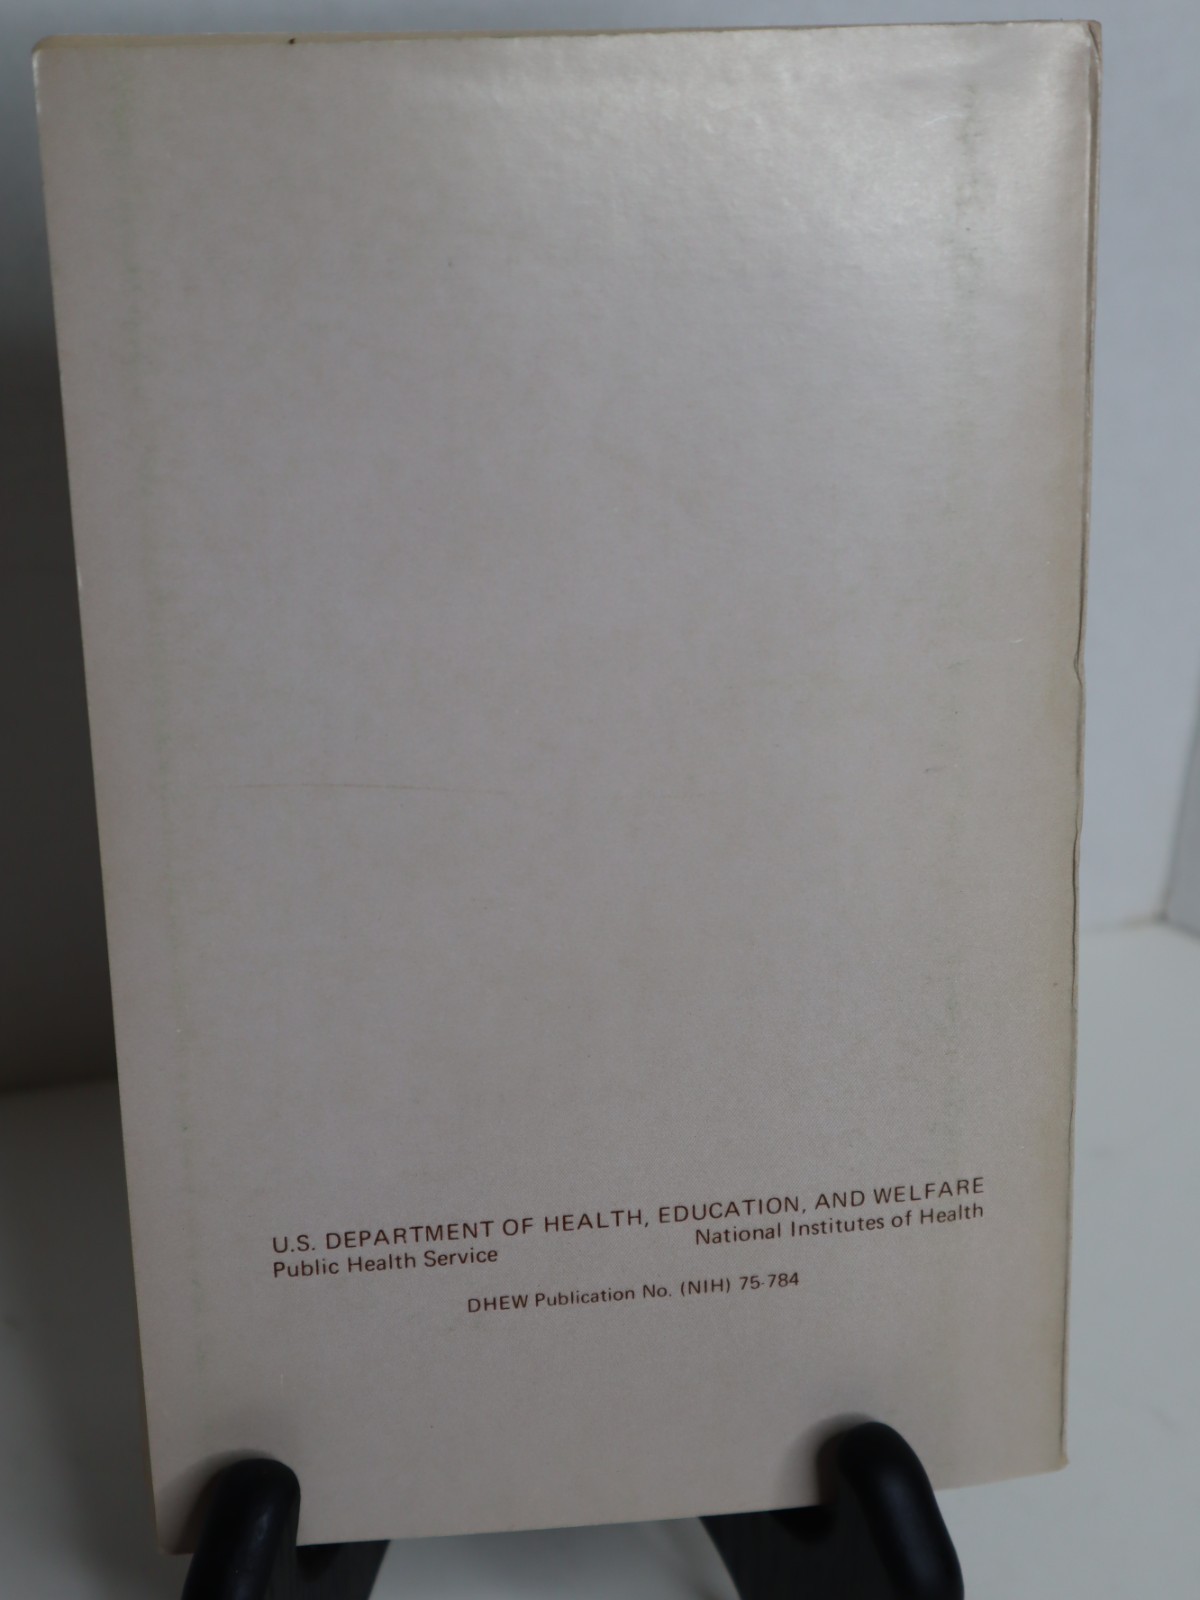 U.S. DEPARTMENT OF HEALTH, EDUCATION, AND WELFARE
Public Health Service National Institutes of Health
DHEW Publication No. (NIH) 75-784